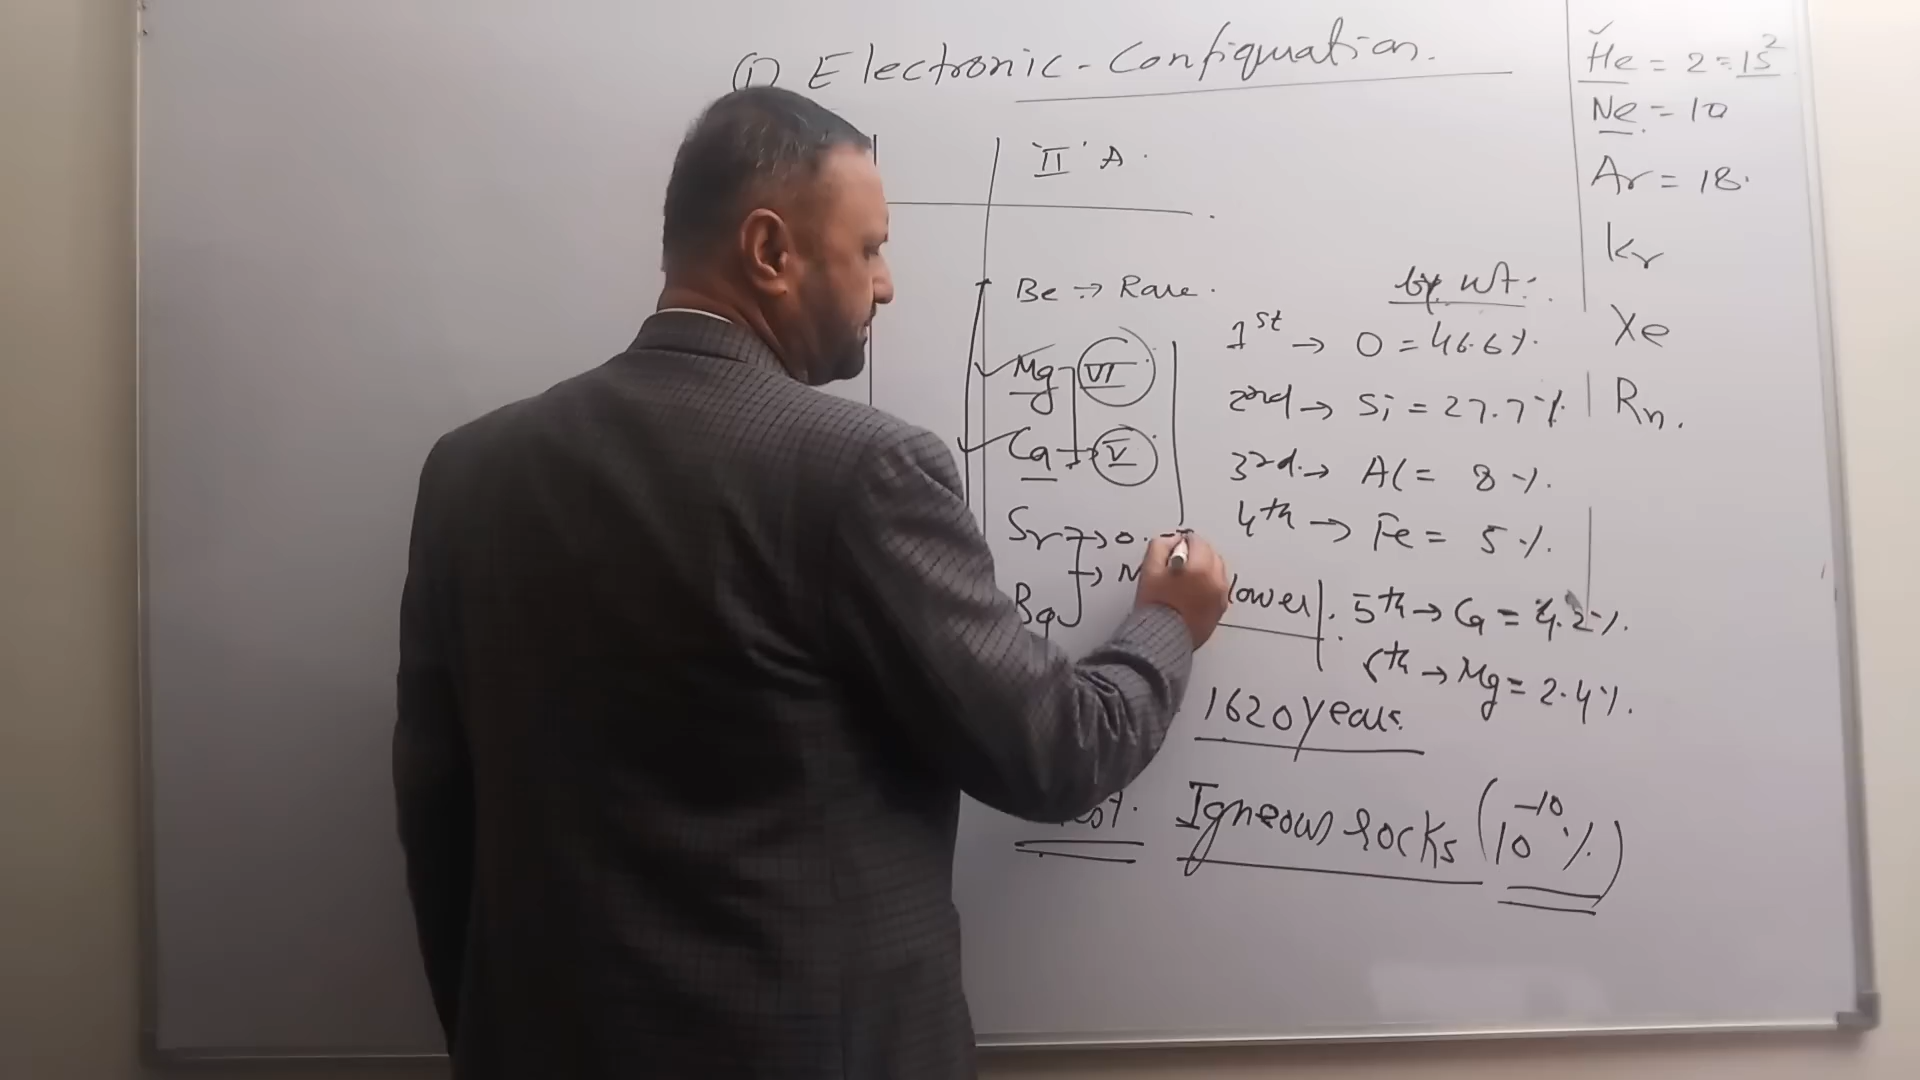 (1) Electronic - Configuration.
II A
Be → Rare.
Mg VI
Ca → V
Sr → 0.
Ba
by wt:
1st → O = 46.6%.
2nd → Si = 27.7%.
3rd. → Al = 8%.
4th → Fe = 5%.
lower
5th → Ca = 4.2%.
6th → Mg = 2.4%.
1620 years.
Igneous rocks (10^-10 %)
He = 2 = 1S²
Ne = 10
Ar = 18.
Kr
Xe
Rn.